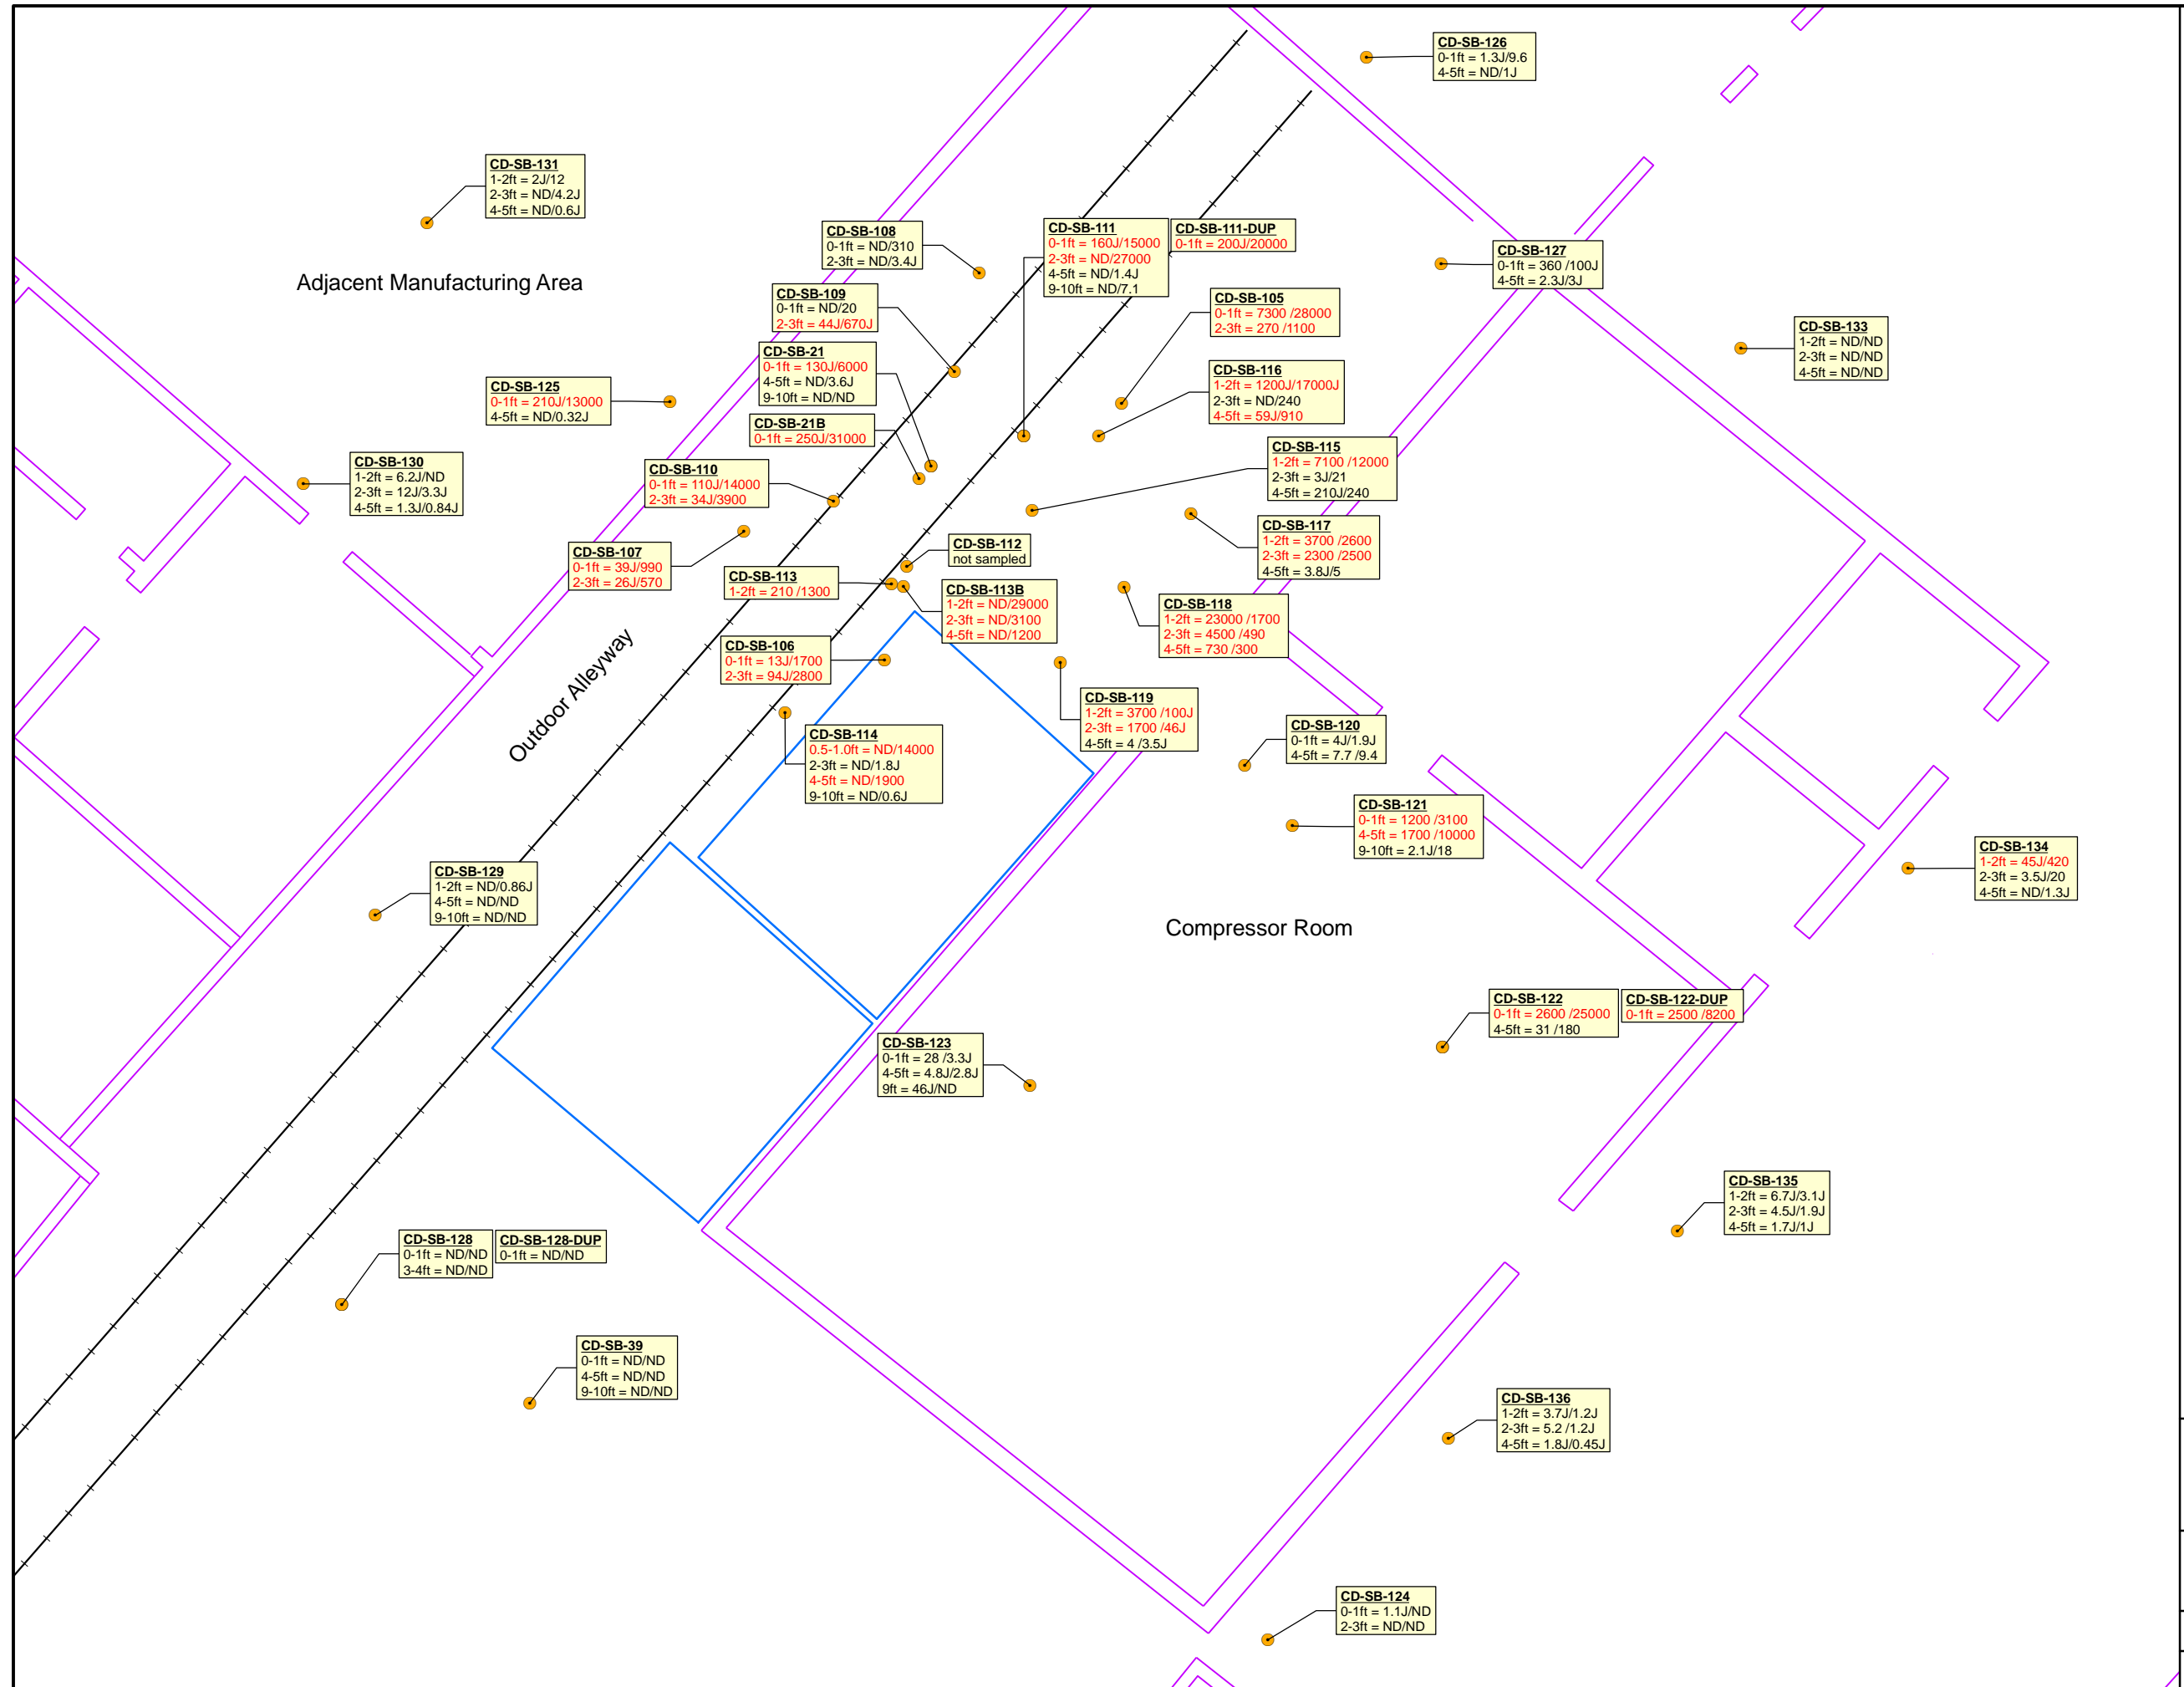 CD-SB-126
0-1ft = 1.3J/9.6
4-5ft = ND/1J
CD-SB-131
1-2ft = 2J/12
2-3ft = ND/4.2J
4-5ft = ND/0.6J
Adjacent Manufacturing Area
CD-SB-108
0-1ft = ND/310
2-3ft = ND/3.4J
CD-SB-111
0-1ft = 160J/15000
2-3ft = ND/27000
4-5ft = ND/1.4J
9-10ft = ND/7.1
CD-SB-111-DUP
0-1ft = 200J/20000
CD-SB-127
0-1ft = 360 /100J
4-5ft = 2.3J/3J
CD-SB-109
0-1ft = ND/20
2-3ft = 44J/670J
CD-SB-105
0-1ft = 7300 /28000
2-3ft = 270 /1100
CD-SB-133
1-2ft = ND/ND
2-3ft = ND/ND
4-5ft = ND/ND
CD-SB-21
0-1ft = 130J/6000
4-5ft = ND/3.6J
9-10ft = ND/ND
CD-SB-116
1-2ft = 1200J/17000J
2-3ft = ND/240
4-5ft = 59J/910
CD-SB-125
0-1ft = 210J/13000
4-5ft = ND/0.32J
CD-SB-21B
0-1ft = 250J/31000
CD-SB-115
1-2ft = 7100 /12000
2-3ft = 3J/21
4-5ft = 210J/240
CD-SB-130
1-2ft = 6.2J/ND
2-3ft = 12J/3.3J
4-5ft = 1.3J/0.84J
CD-SB-110
0-1ft = 110J/14000
2-3ft = 34J/3900
CD-SB-117
1-2ft = 3700 /2600
2-3ft = 2300 /2500
4-5ft = 3.8J/5
CD-SB-112
not sampled
CD-SB-107
0-1ft = 39J/990
2-3ft = 26J/570
CD-SB-113
1-2ft = 210 /1300
CD-SB-113B
1-2ft = ND/29000
2-3ft = ND/3100
4-5ft = ND/1200
CD-SB-118
1-2ft = 23000 /1700
2-3ft = 4500 /490
4-5ft = 730 /300
CD-SB-106
0-1ft = 13J/1700
2-3ft = 94J/2800
Outdoor Alleyway
CD-SB-119
1-2ft = 3700 /100J
2-3ft = 1700 /46J
4-5ft = 4 /3.5J
CD-SB-120
0-1ft = 4J/1.9J
4-5ft = 7.7 /9.4
CD-SB-114
0.5-1.0ft = ND/14000
2-3ft = ND/1.8J
4-5ft = ND/1900
9-10ft = ND/0.6J
CD-SB-121
0-1ft = 1200 /3100
4-5ft = 1700 /10000
9-10ft = 2.1J/18
CD-SB-134
1-2ft = 45J/420
2-3ft = 3.5J/20
4-5ft = ND/1.3J
CD-SB-129
1-2ft = ND/0.86J
4-5ft = ND/ND
9-10ft = ND/ND
Compressor Room
CD-SB-122
0-1ft = 2600 /25000
4-5ft = 31 /180
CD-SB-122-DUP
0-1ft = 2500 /8200
CD-SB-123
0-1ft = 28 /3.3J
4-5ft = 4.8J/2.8J
9ft = 46J/ND
CD-SB-135
1-2ft = 6.7J/3.1J
2-3ft = 4.5J/1.9J
4-5ft = 1.7J/1J
CD-SB-128
0-1ft = ND/ND
3-4ft = ND/ND
CD-SB-128-DUP
0-1ft = ND/ND
CD-SB-39
0-1ft = ND/ND
4-5ft = ND/ND
9-10ft = ND/ND
CD-SB-136
1-2ft = 3.7J/1.2J
2-3ft = 5.2 /1.2J
4-5ft = 1.8J/0.45J
CD-SB-124
0-1ft = 1.1J/ND
2-3ft = ND/ND